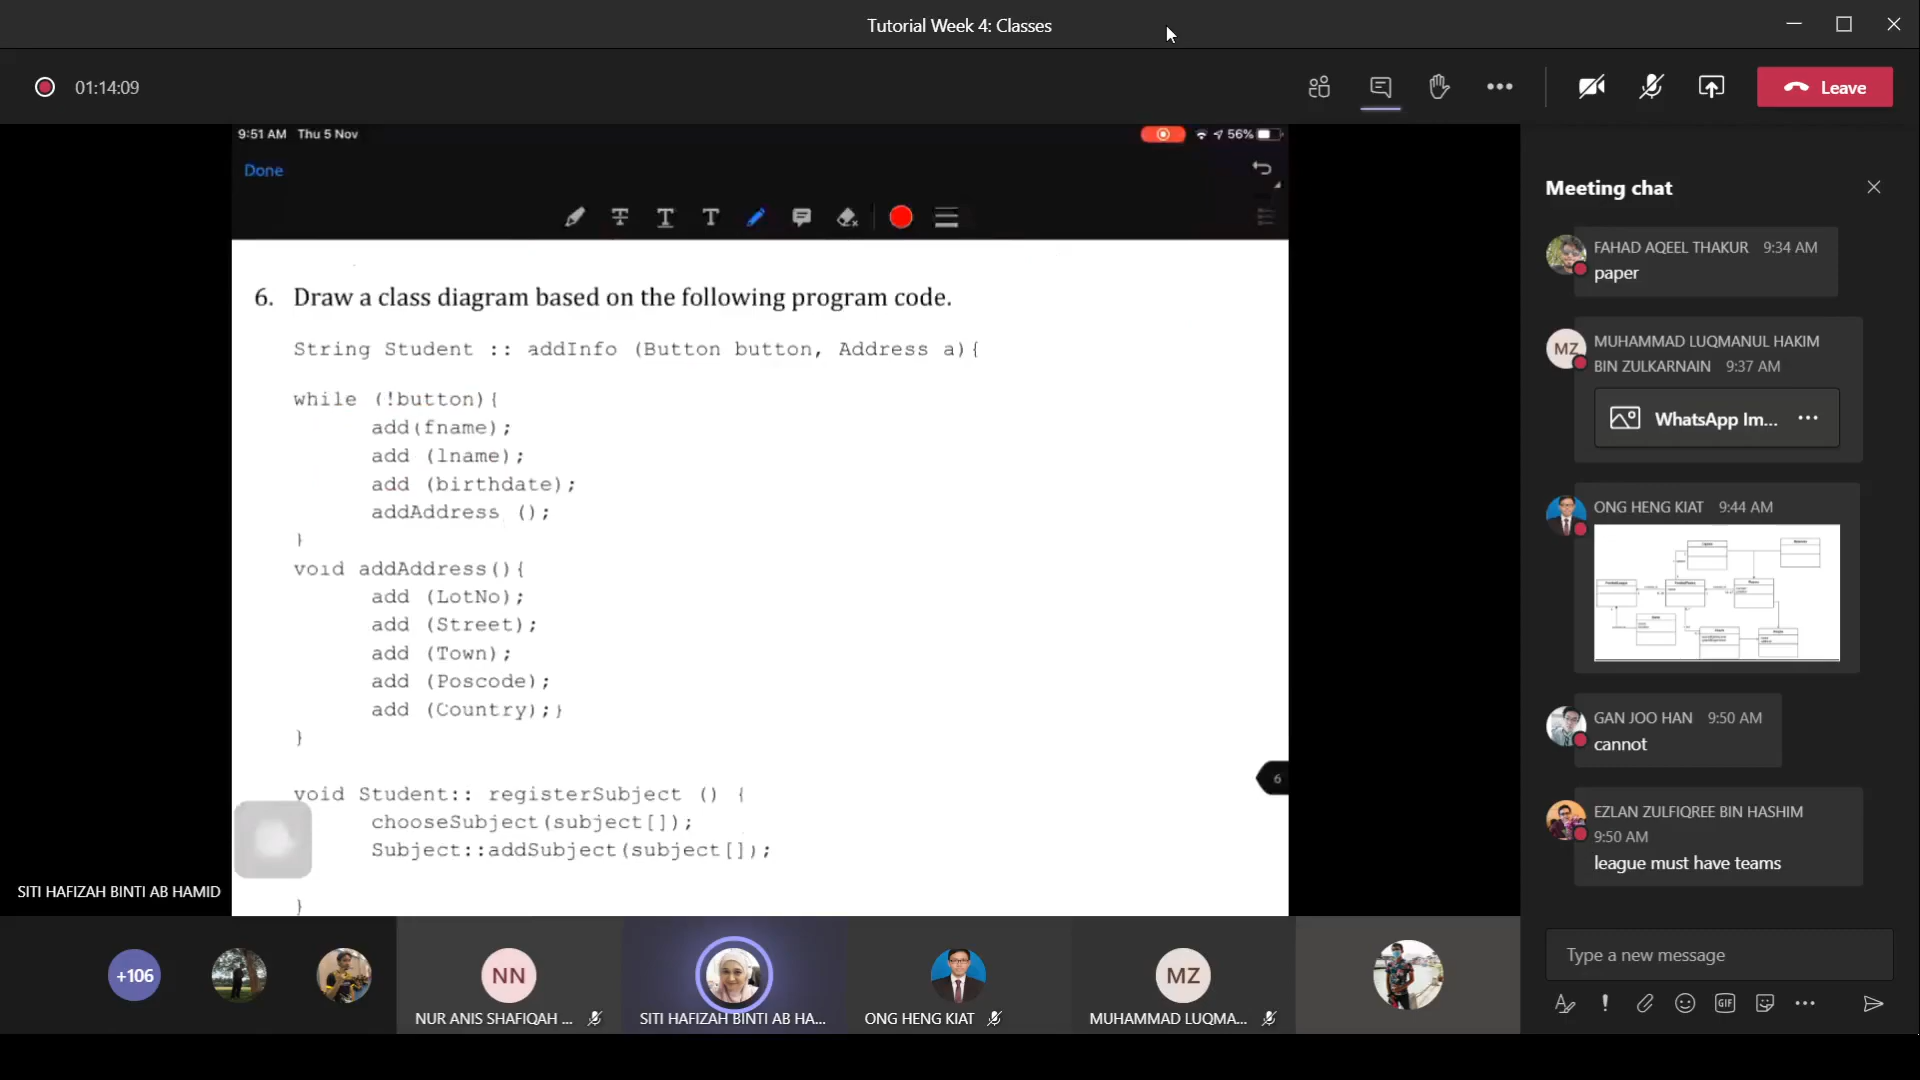 Tutorial Week 4: Classes
01:14:09
Leave
9:51 AM Thu 5 Nov
56%
Done
6. Draw a class diagram based on the following program code.
String Student :: addInfo (Button button, Address a){
while (!button){
add(fname);
add (lname);
add (birthdate);
addAddress ();
}
void addAddress(){
add (LotNo);
add (Street);
add (Town);
add (Poscode);
add (Country);}
}
void Student:: registerSubject () {
chooseSubject(subject[]);
Subject::addSubject(subject[]);
}
6
SITI HAFIZAH BINTI AB HAMID
+106
NN
NUR ANIS SHAFIQAH ...
SITI HAFIZAH BINTI AB HA...
ONG HENG KIAT
MZ
MUHAMMAD LUQMA...
Meeting chat
FAHAD AQEEL THAKUR 9:34 AM
paper
MZ
MUHAMMAD LUQMANUL HAKIM
BIN ZULKARNAIN 9:37 AM
WhatsApp Im...
ONG HENG KIAT 9:44 AM
GAN JOO HAN 9:50 AM
cannot
EZLAN ZULFIQREE BIN HASHIM
9:50 AM
league must have teams
Type a new message
GIF